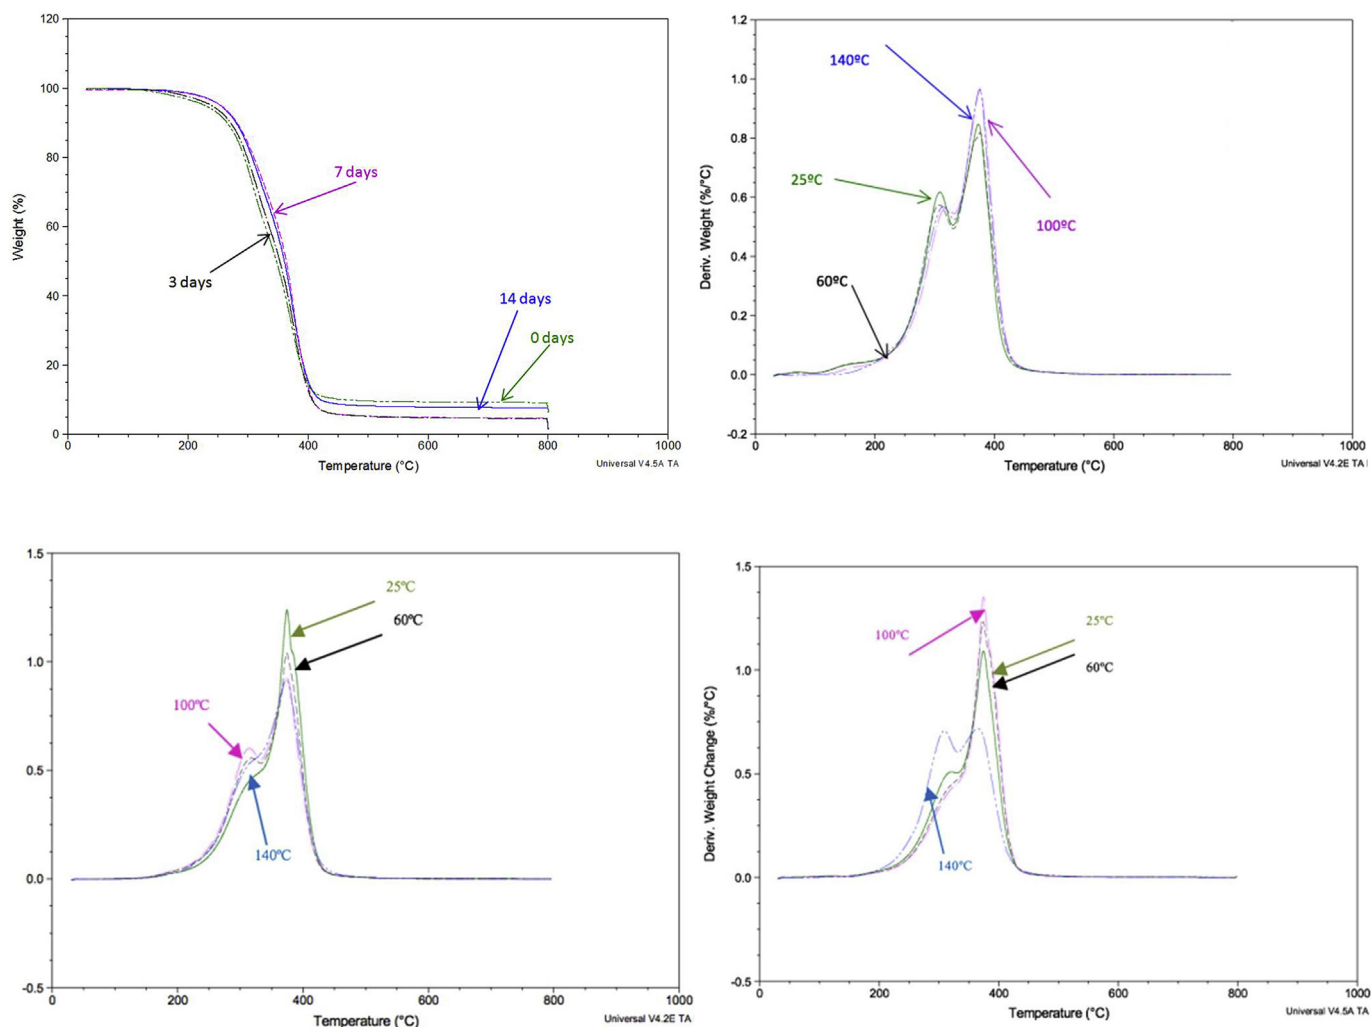 120
100
80
60
40
20
0
Weight (%)
7 days
3 days
14 days
0 days
0
200
400
600
800
1000
Temperature (°C)
Universal V4.5A TA
1.2
1.0
0.8
0.6
0.4
0.2
0.0
-0.2
Deriv. Weight (%/°C)
140ºC
25ºC
100ºC
60ºC
0
200
400
600
800
1000
Temperature (°C)
Universal V4.2E TA I
1.5
1.0
0.5
0.0
-0.5
25ºC
60ºC
100ºC
140ºC
0
200
400
600
800
1000
Temperature (°C)
Universal V4.2E TA
1.5
1.0
0.5
0.0
-0.5
Deriv. Weight Change (%/°C)
100ºC
25ºC
60ºC
140ºC
0
200
400
600
800
1000
Temperature (°C)
Universal V4.5A TA